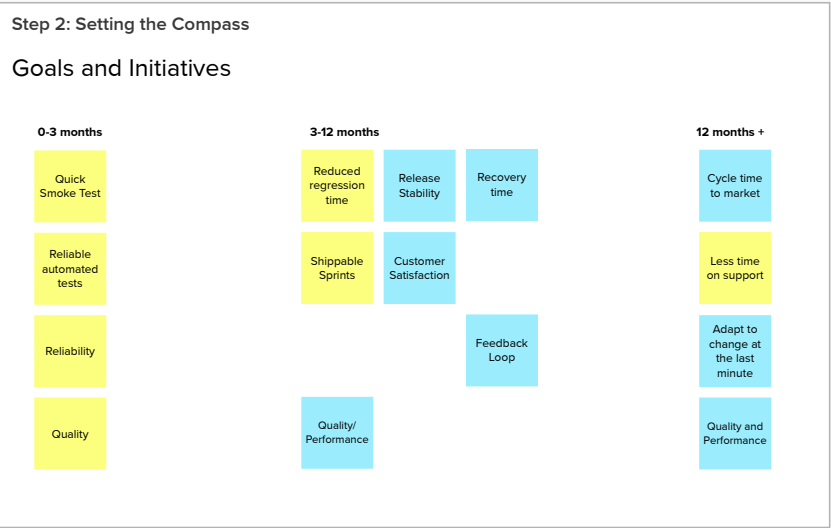 Step 2: Setting the Compass
Goals and Initiatives
0-3 months
3-12 months
12 months +
Quick
Smoke Test
Reduced
regression
time
Release
Stability
Recovery
time
Cycle time
to market
Reliable
automated
tests
Shippable
Sprints
Customer
Satisfaction
Less time
on support
Reliability
Feedback
Loop
Adapt to
change at
the last
minute
Quality
Quality/
Performance
Quality and
Performance